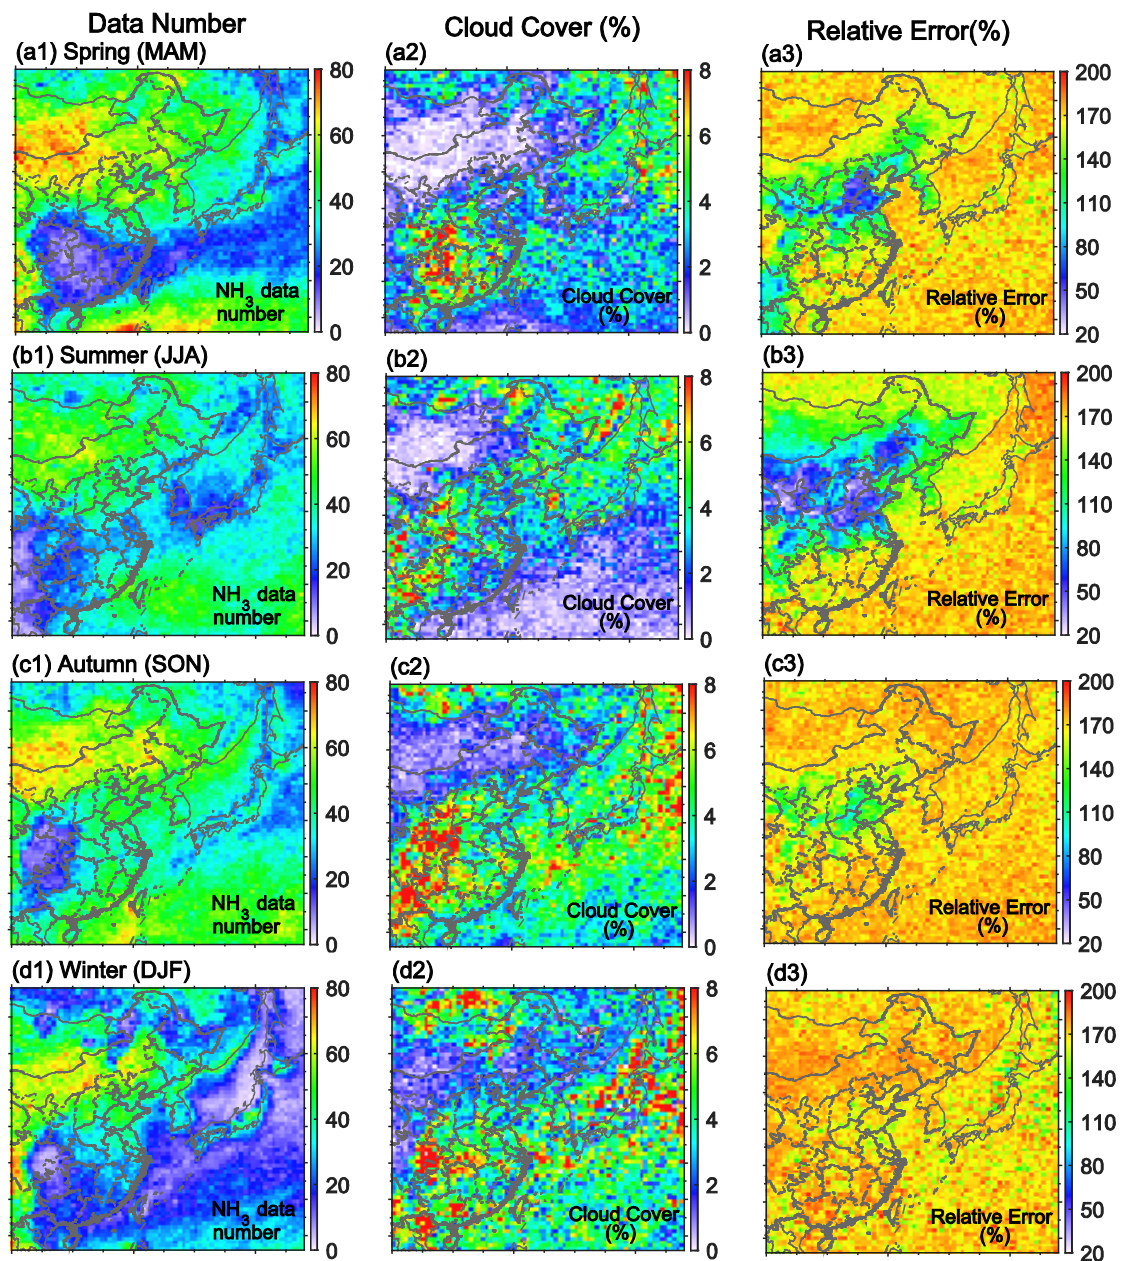 Data Number
Cloud Cover (%)
Relative Error(%)
(a1) Spring (MAM)
(a2)
(a3)
80
60
40
20
0
NH3 data
number
8
6
4
2
0
Cloud Cover
(%)
200
170
140
110
80
50
20
Relative Error
(%)
(b1) Summer (JJA)
(b2)
(b3)
80
60
40
20
0
NH3 data
number
8
6
4
2
0
Cloud Cover
(%)
200
170
140
110
80
50
20
Relative Error
(%)
(c1) Autumn (SON)
(c2)
(c3)
80
60
40
20
0
NH3 data
number
8
6
4
2
0
Cloud Cover
(%)
200
170
140
110
80
50
20
Relative Error
(%)
(d1) Winter (DJF)
(d2)
(d3)
80
60
40
20
0
NH3 data
number
8
6
4
2
0
Cloud Cover
(%)
200
170
140
110
80
50
20
Relative Error
(%)